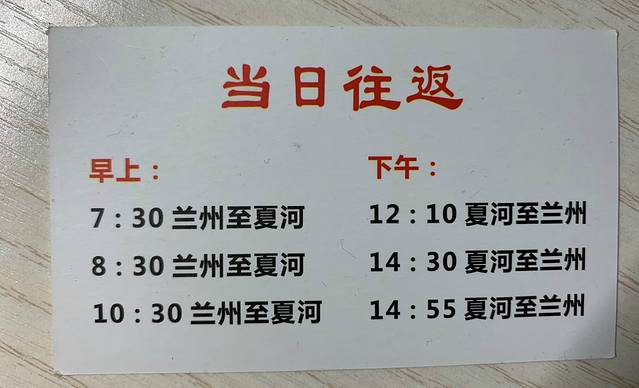 当日往返
早上：
7：30 兰州至夏河
8：30 兰州至夏河
10：30 兰州至夏河
下午：
12：10 夏河至兰州
14：30 夏河至兰州
14：55 夏河至兰州